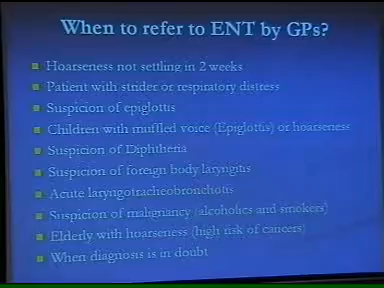 When to refer to ENT by GPs?
Hoarseness not settling in 2 weeks
Patient with strider or respiratory distress
Suspicion of epiglottis
Children with muffled voice (Epiglottis) or hoarseness
Suspicion of Diphtheria
Suspicion of foreign body laryngitis
Acute laryngotracheobronchotis
Suspicion of malignancy (alcoholics and smokers)
Elderly with hoarseness (high risk of cancers)
When diagnosis is in doubt